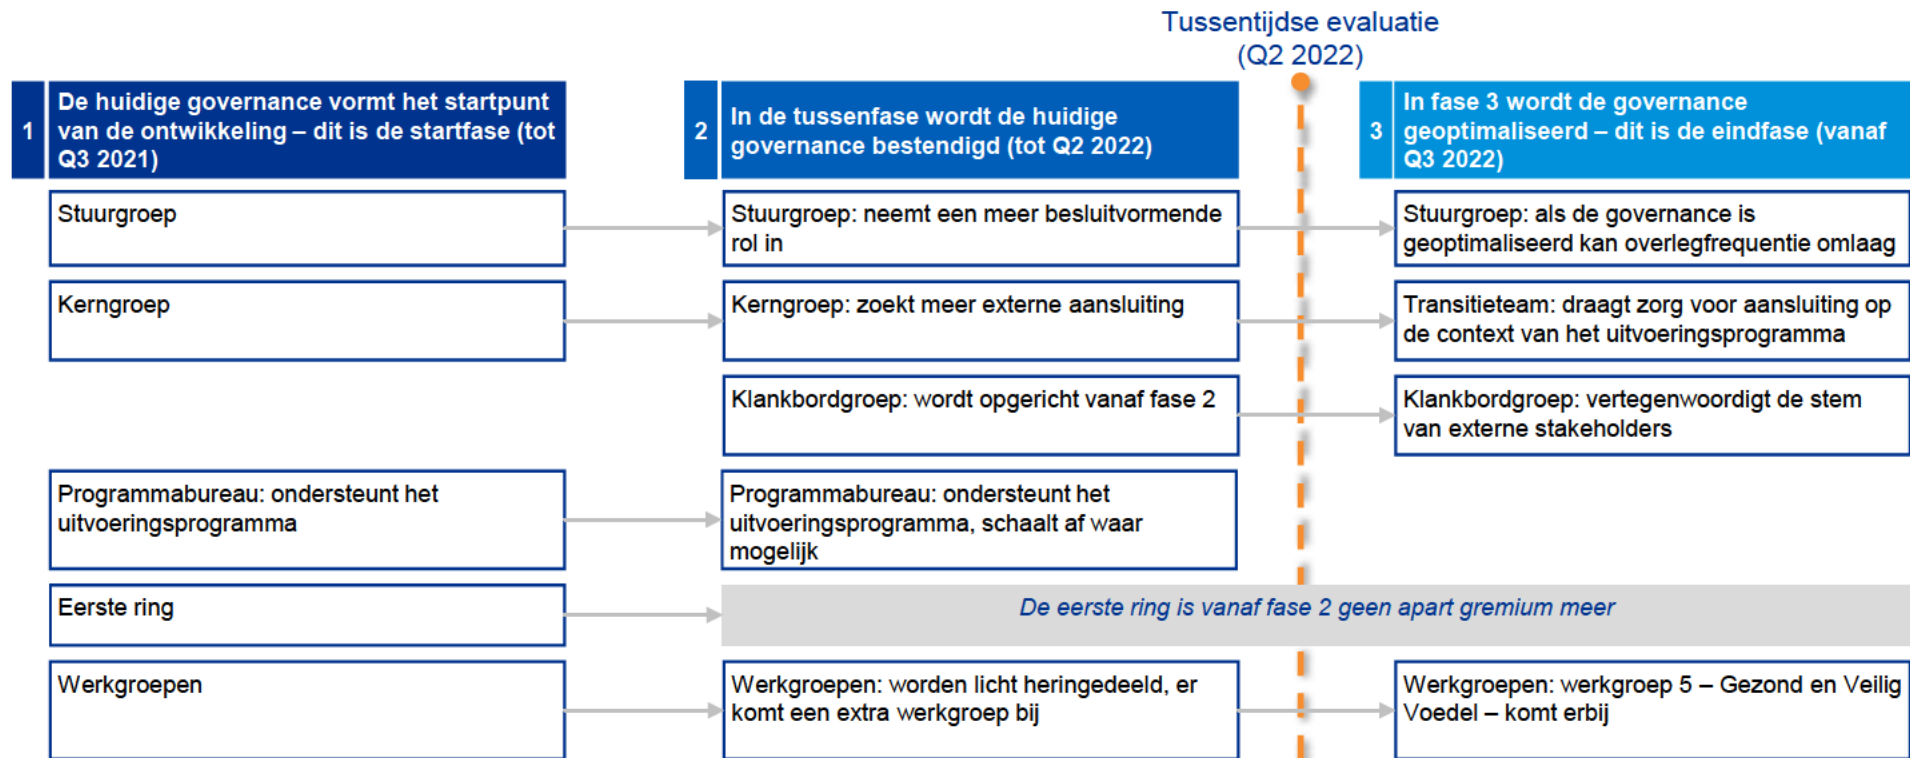 Tussentijdse evaluatie
(Q2 2022)
1
De huidige governance vormt het startpunt
van de ontwikkeling – dit is de startfase (tot
Q3 2021)
2
In de tussenfase wordt de huidige
governance bestendigd (tot Q2 2022)
3
In fase 3 wordt de governance
geoptimaliseerd – dit is de eindfase (vanaf
Q3 2022)
Stuurgroep
Stuurgroep: neemt een meer besluitvormende
rol in
Stuurgroep: als de governance is
geoptimaliseerd kan overlegfrequentie omlaag
Kerngroep
Kerngroep: zoekt meer externe aansluiting
Transitieteam: draagt zorg voor aansluiting op
de context van het uitvoeringsprogramma
Klankbordgroep: wordt opgericht vanaf fase 2
Klankbordgroep: vertegenwoordigt de stem
van externe stakeholders
Programmabureau: ondersteunt het
uitvoeringsprogramma
Programmabureau: ondersteunt het
uitvoeringsprogramma, schaalt af waar
mogelijk
Eerste ring
De eerste ring is vanaf fase 2 geen apart gremium meer
Werkgroepen
Werkgroepen: worden licht heringedeeld, er
komt een extra werkgroep bij
Werkgroepen: werkgroep 5 – Gezond en Veilig
Voedel – komt erbij